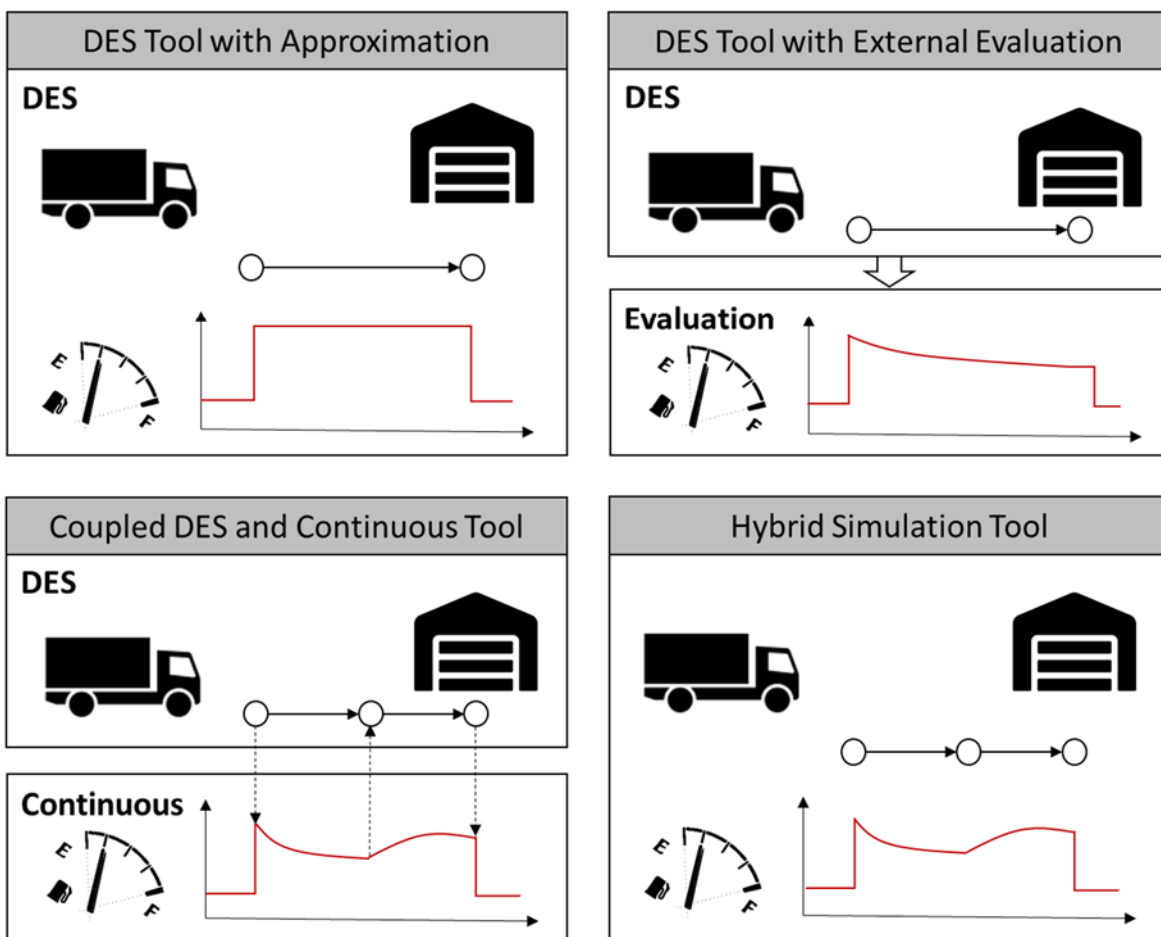 DES Tool with Approximation
DES
E
F
DES Tool with External Evaluation
DES
Evaluation
E
F
Coupled DES and Continuous Tool
DES
Continuous
E
F
Hybrid Simulation Tool
E
F